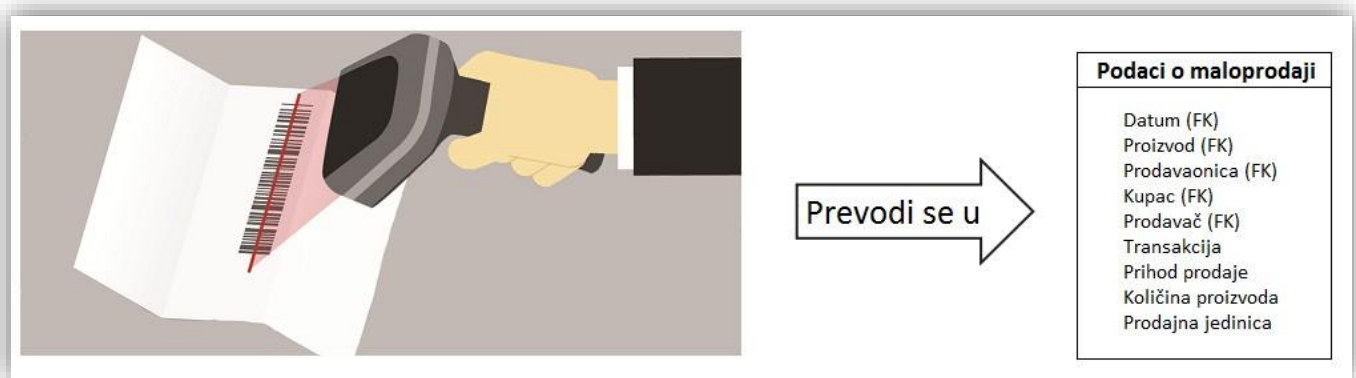 Prevodi se u
Podaci o maloprodaji
Datum (FK)
Proizvod (FK)
Prodavaonica (FK)
Kupac (FK)
Prodavač (FK)
Transakcija
Prihod prodaje
Količina proizvoda
Prodajna jedinica